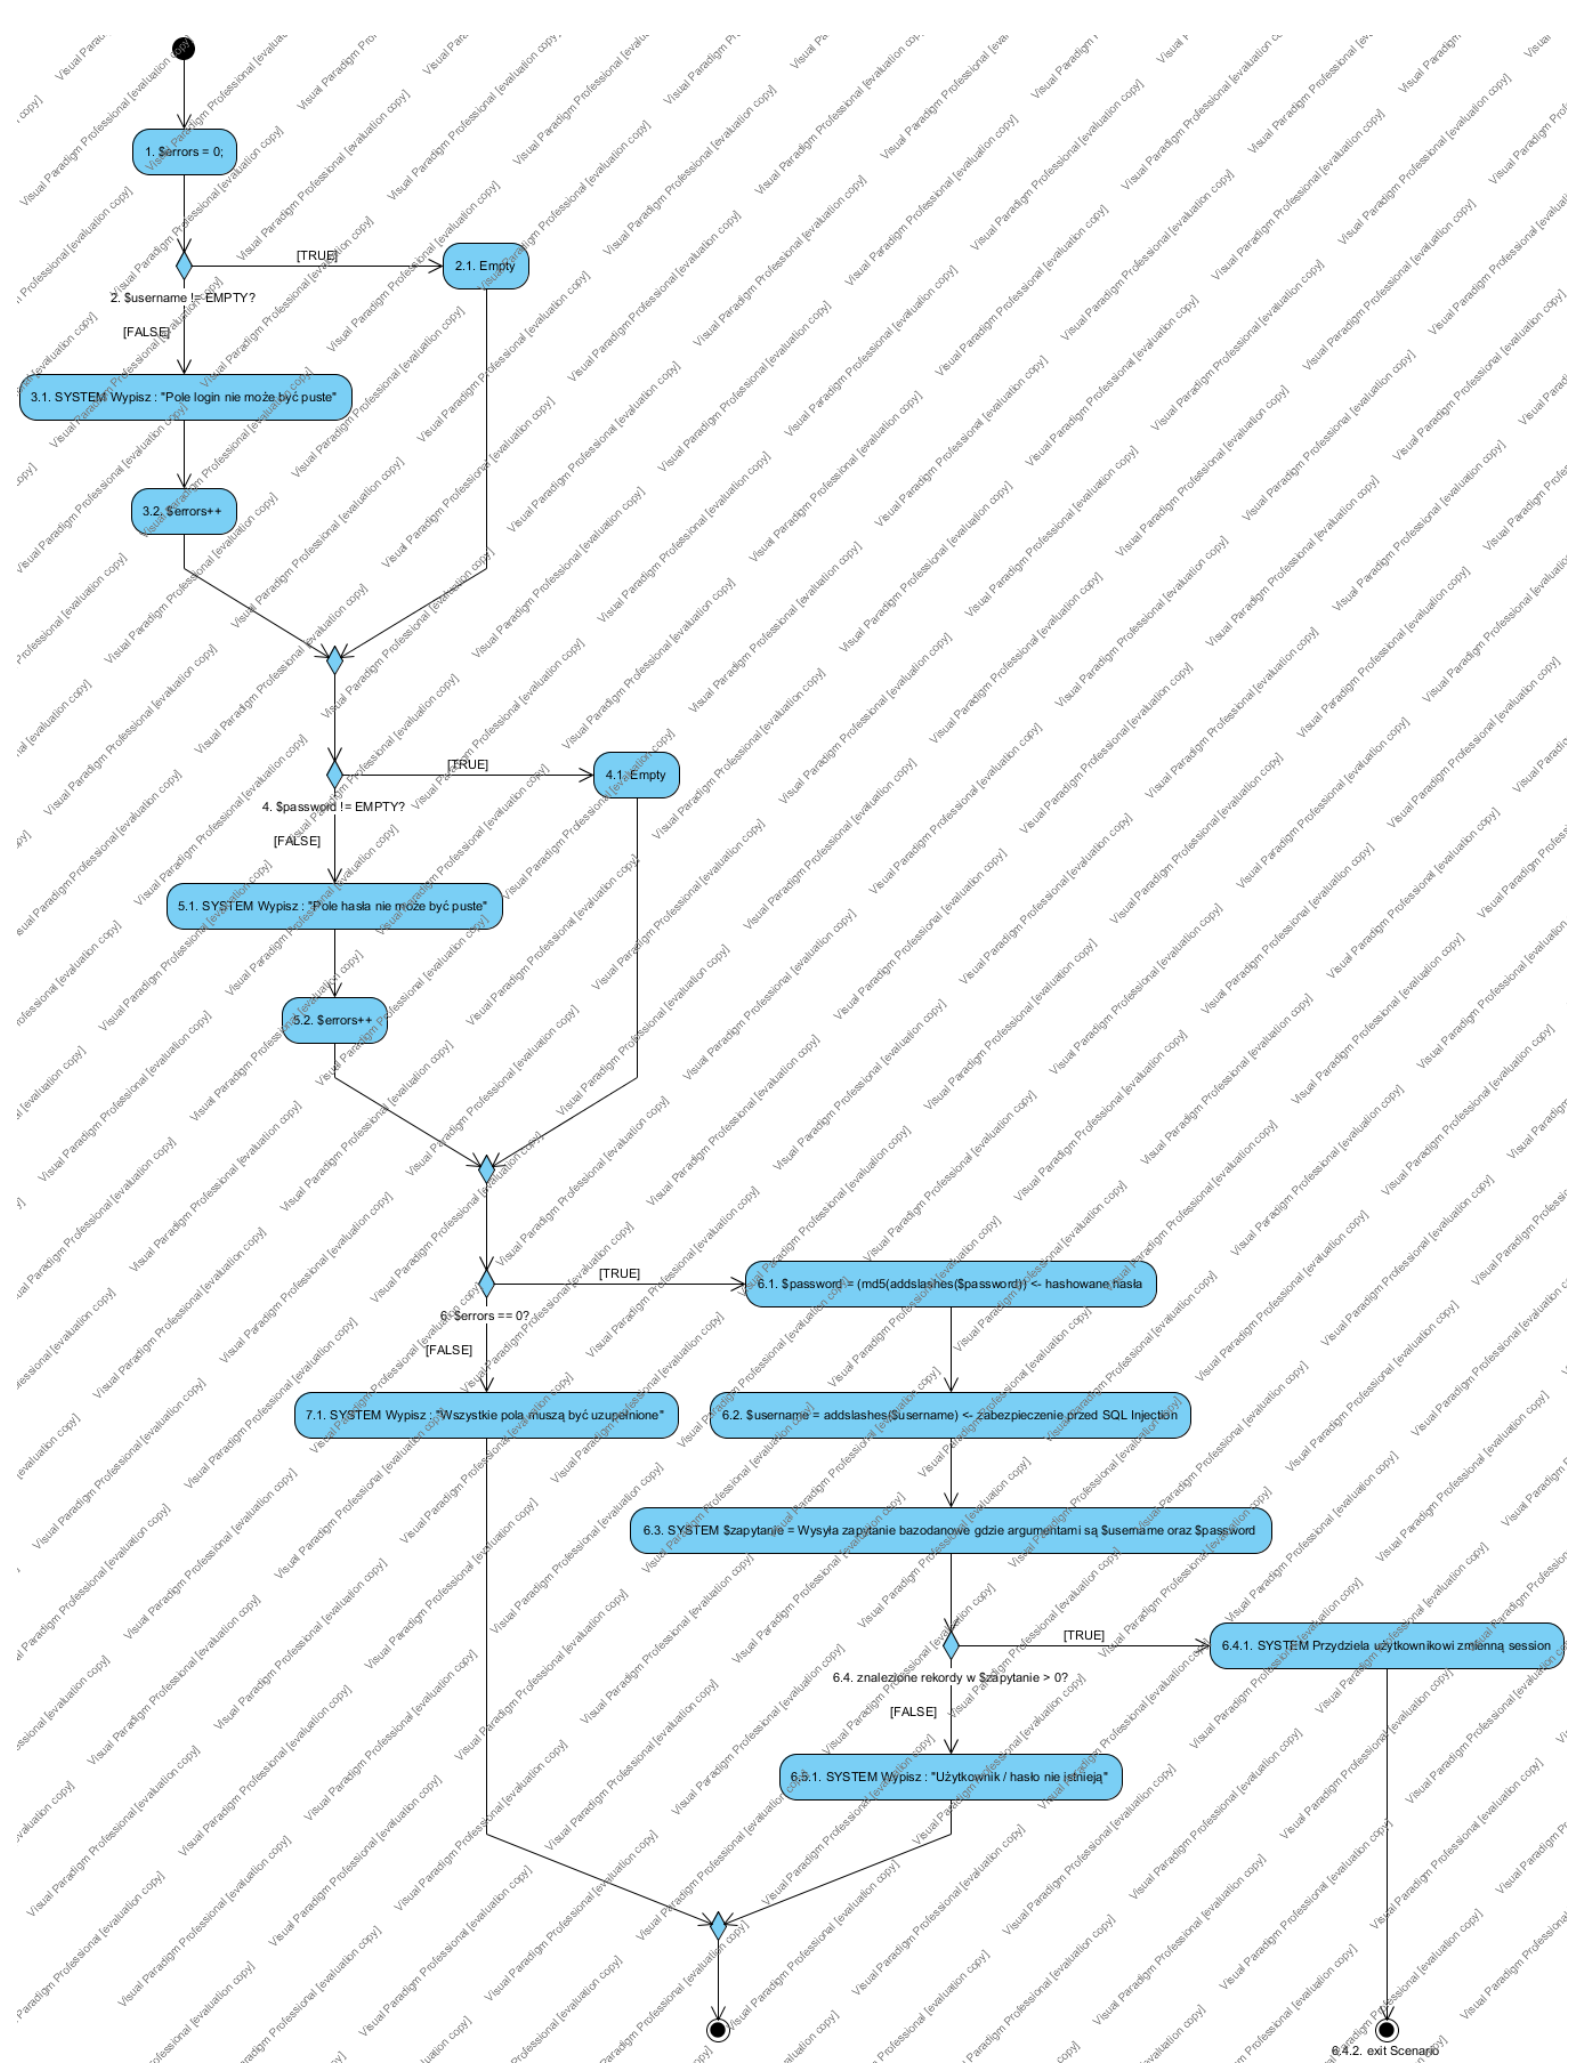 1. $errors = 0;
[TRUE]
2.1. Empty
2. $username != EMPTY?
[FALSE]
3.1. SYSTEM Wypisz : "Pole login nie może być puste"
3.2. $errors++
[TRUE]
4.1. Empty
4. $password != EMPTY?
[FALSE]
5.1. SYSTEM Wypisz : "Pole hasła nie może być puste"
5.2. $errors++
[TRUE]
6.1. $password = (md5(addslashes($password)) <- hashowane hasła
6. $errors == 0?
[FALSE]
7.1. SYSTEM Wypisz : "Wszystkie pola muszą być uzupełnione"
6.2. $username = addslashes($username) <- zabezpieczenie przed SQL Injection
6.3. SYSTEM $zapytanie = Wysyła zapytanie bazodanowe gdzie argumentami są $username oraz $password
[TRUE]
6.4.1. SYSTEM Przydziela użytkownikowi zmienną session
6.4. znalezione rekordy w $zapytanie > 0?
[FALSE]
6.5.1. SYSTEM Wypisz : "Użytkownik / hasło nie istnieją"
6.4.2. exit Scenario
Visual Paradigm Professional [evaluation copy]